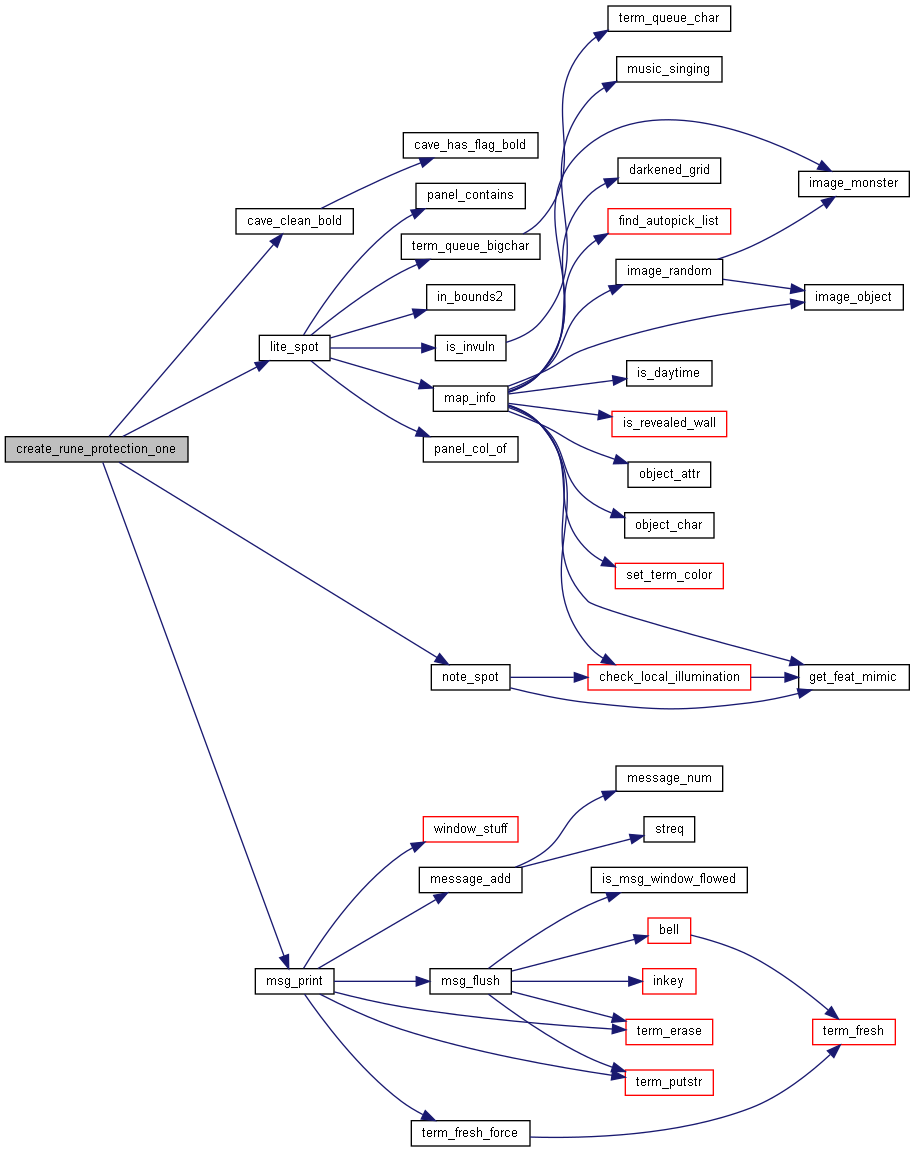 term_queue_char
music_singing
cave_has_flag_bold
darkened_grid
image_monster
panel_contains
cave_clean_bold
find_autopick_list
term_queue_bigchar
image_random
in_bounds2
image_object
lite_spot
is_invuln
is_daytime
map_info
is_revealed_wall
create_rune_protection_one
panel_col_of
object_attr
object_char
set_term_color
note_spot
check_local_illumination
get_feat_mimic
message_num
window_stuff
streq
message_add
is_msg_window_flowed
bell
msg_print
msg_flush
inkey
term_erase
term_fresh
term_putstr
term_fresh_force